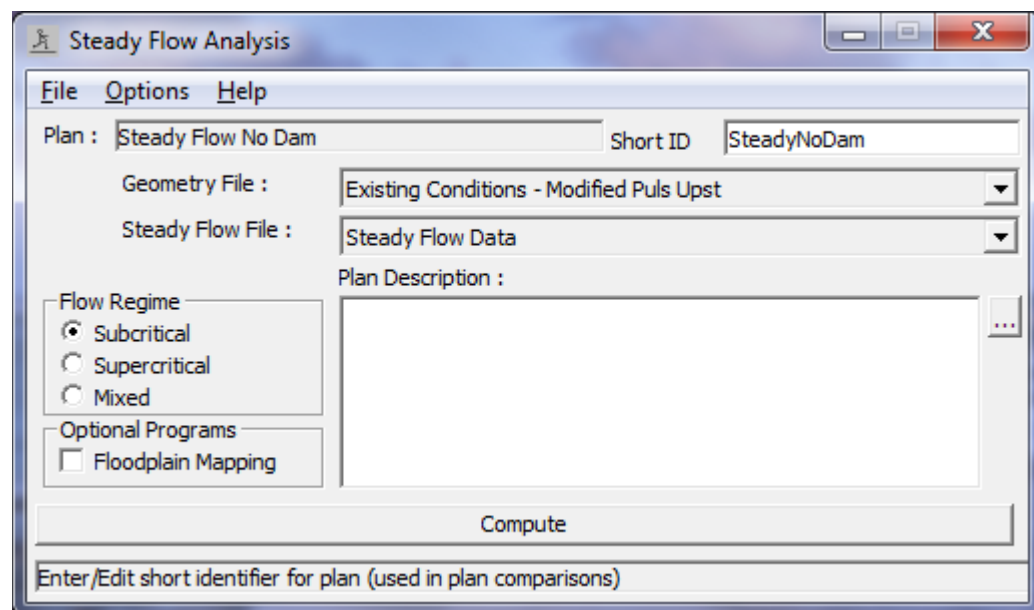 Steady Flow Analysis
File Options Help
Plan : Steady Flow No Dam Short ID SteadyNoDam
Geometry File : Existing Conditions - Modified Puls Upst
Steady Flow File : Steady Flow Data
Plan Description :
Flow Regime
Subcritical
Supercritical
Mixed
...
Optional Programs
Floodplain Mapping
Compute
Enter/Edit short identifier for plan (used in plan comparisons)